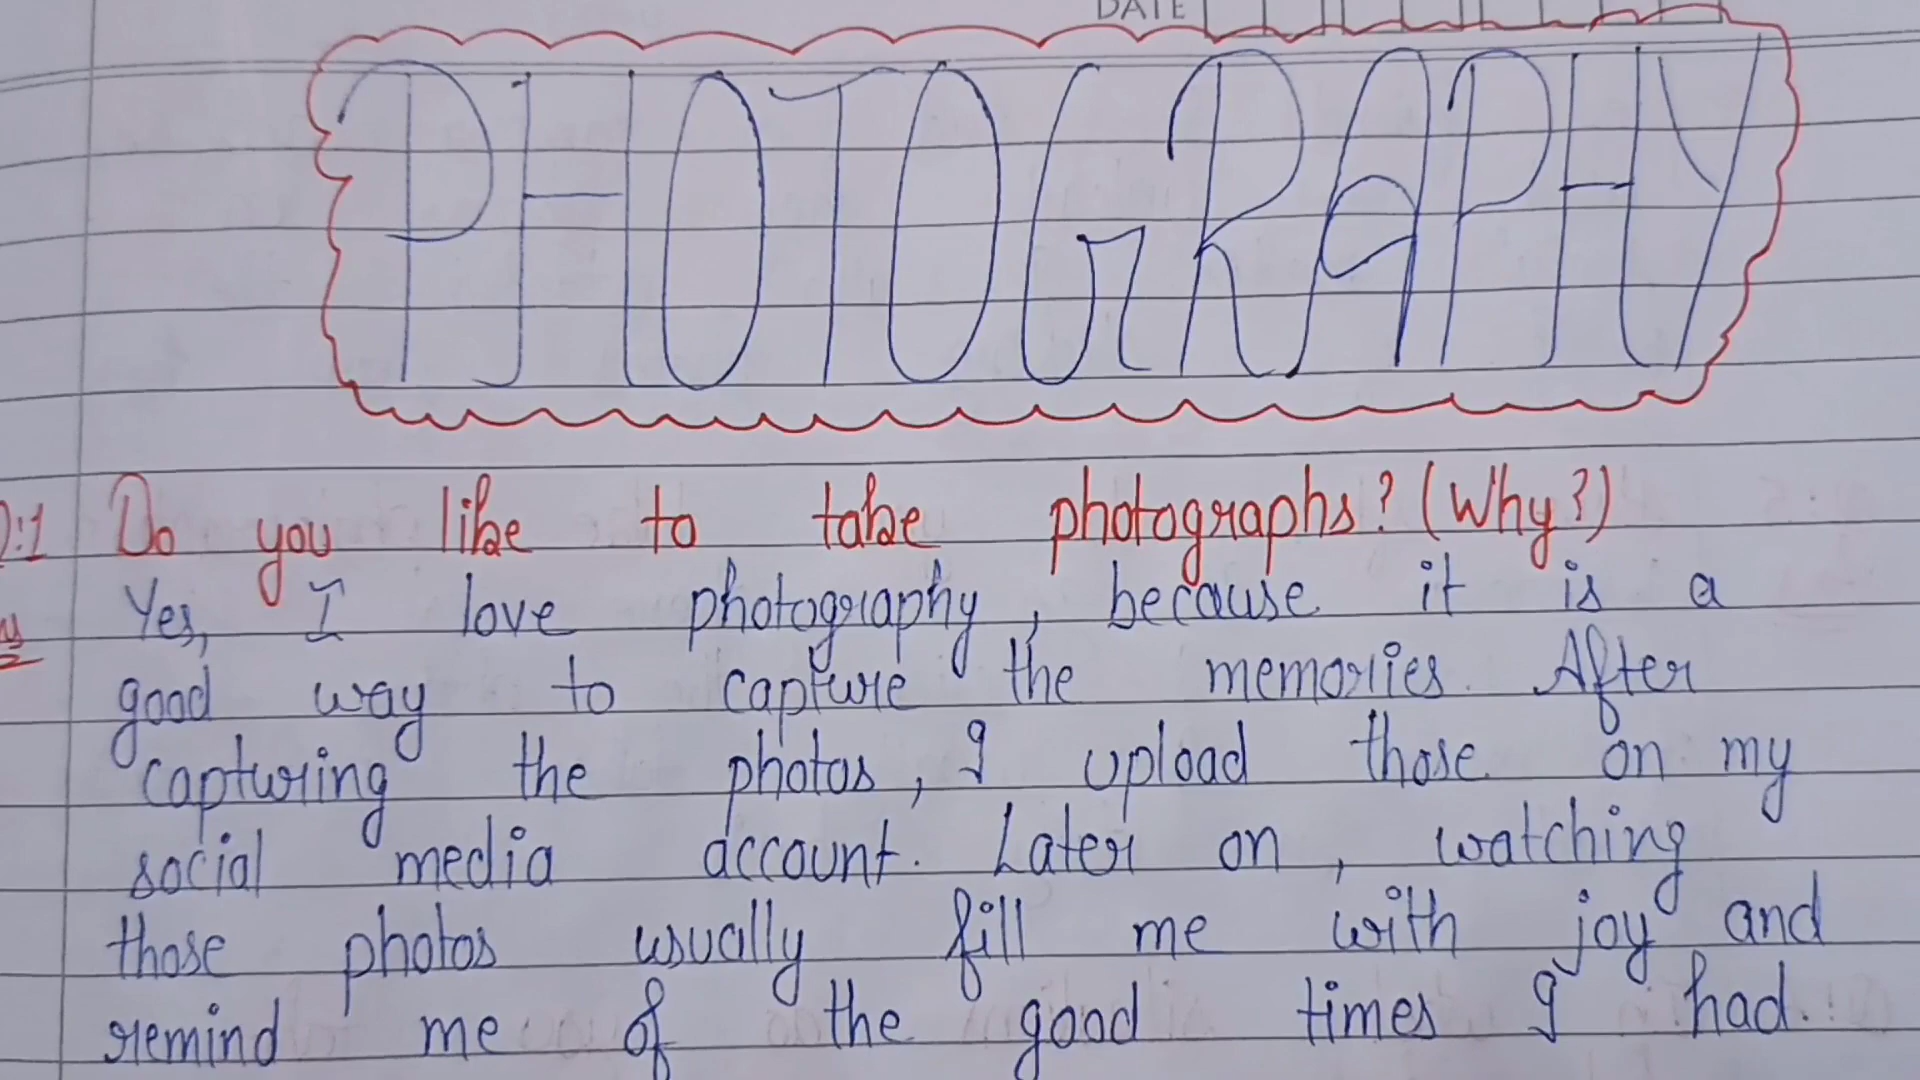 DATE
PHOTOGRAPHY
Q:1 Do you like to take photographs? (Why?)
Yes, I love photography, because it is a
good way to capture the memories. After
capturing the photos, I upload those on my
social media account. Later on, watching
those photos usually fill me with joy and
remind me of the good times I had.